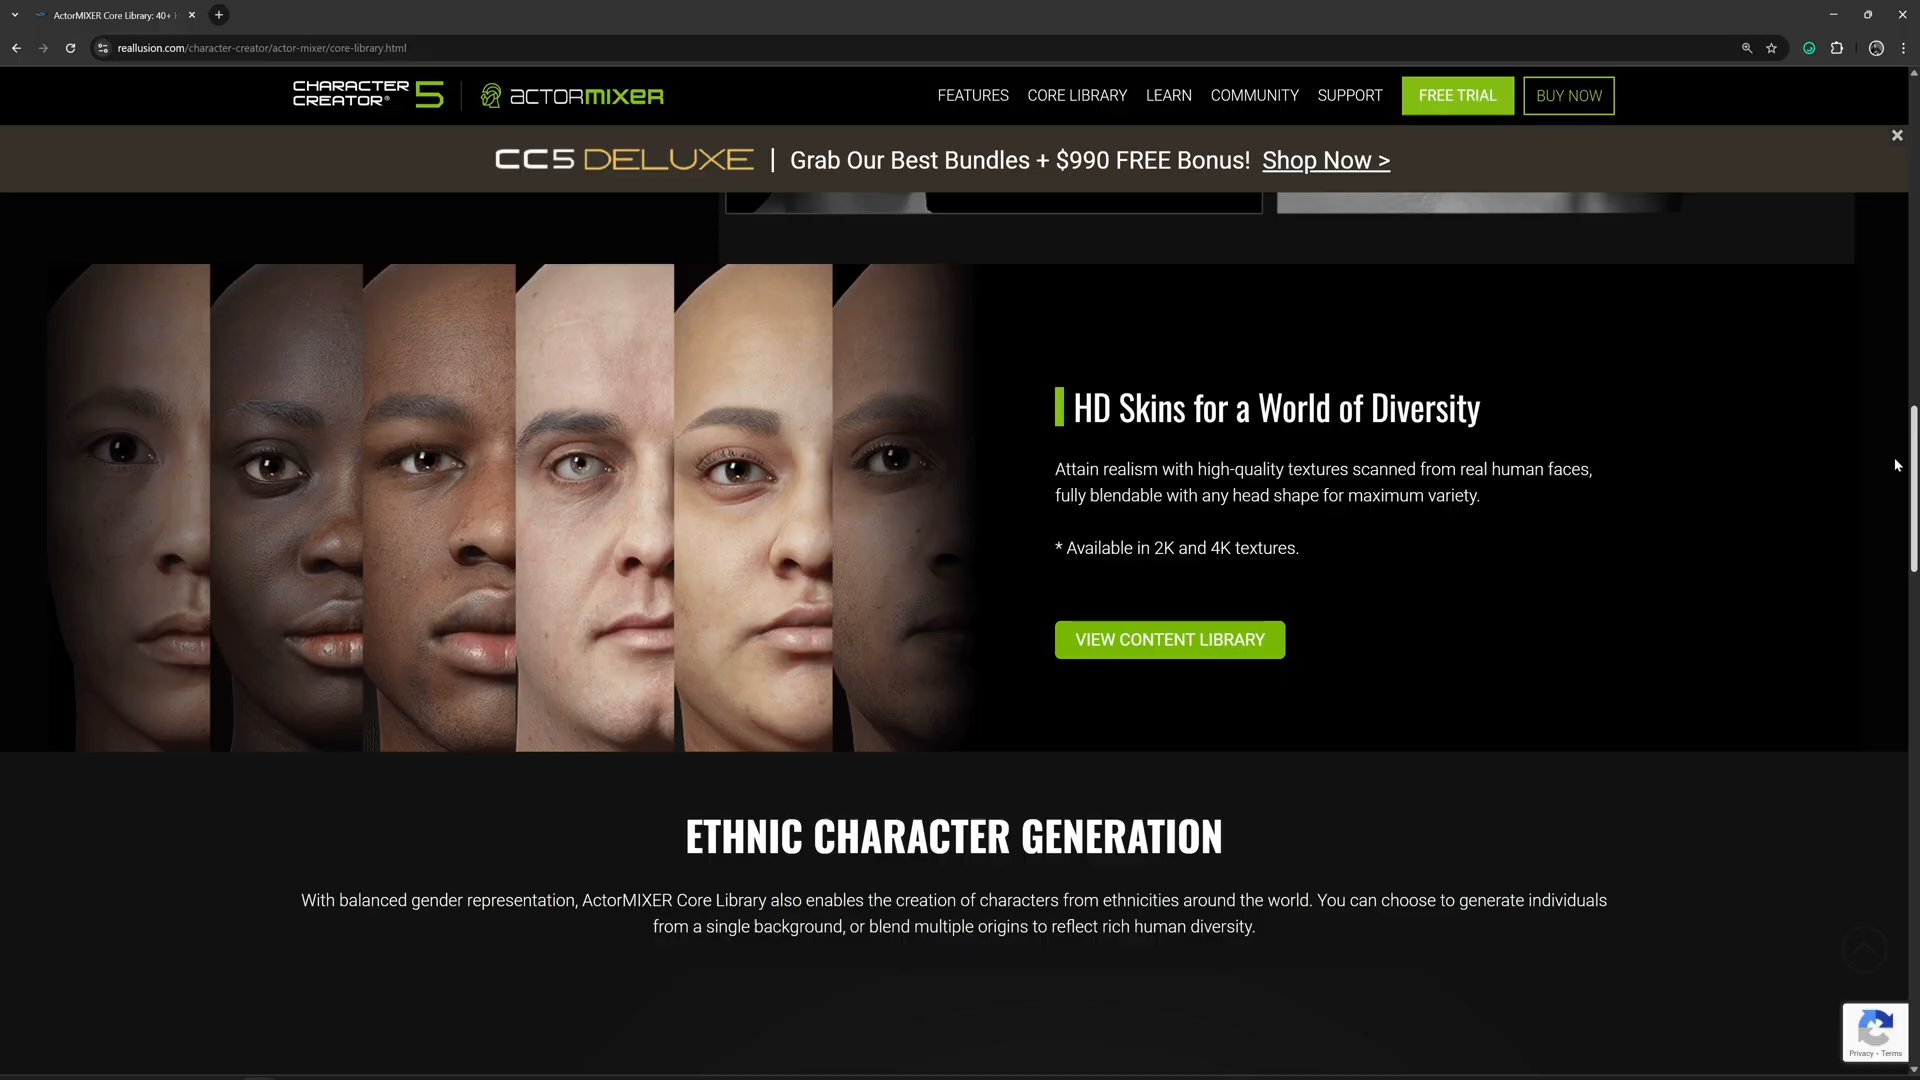 ActorMIXER Core Library: 40+
reallusion.com/character-creator/actor-mixer/core-library.html
CHARACTER CREATOR® 5
ACTORMIXER
FEATURES CORE LIBRARY LEARN COMMUNITY SUPPORT FREE TRIAL BUY NOW
CC5 DELUXE | Grab Our Best Bundles + $990 FREE Bonus! Shop Now >
HD Skins for a World of Diversity
Attain realism with high-quality textures scanned from real human faces,
fully blendable with any head shape for maximum variety.
* Available in 2K and 4K textures.
VIEW CONTENT LIBRARY
ETHNIC CHARACTER GENERATION
With balanced gender representation, ActorMIXER Core Library also enables the creation of characters from ethnicities around the world. You can choose to generate individuals
from a single background, or blend multiple origins to reflect rich human diversity.
Privacy - Terms